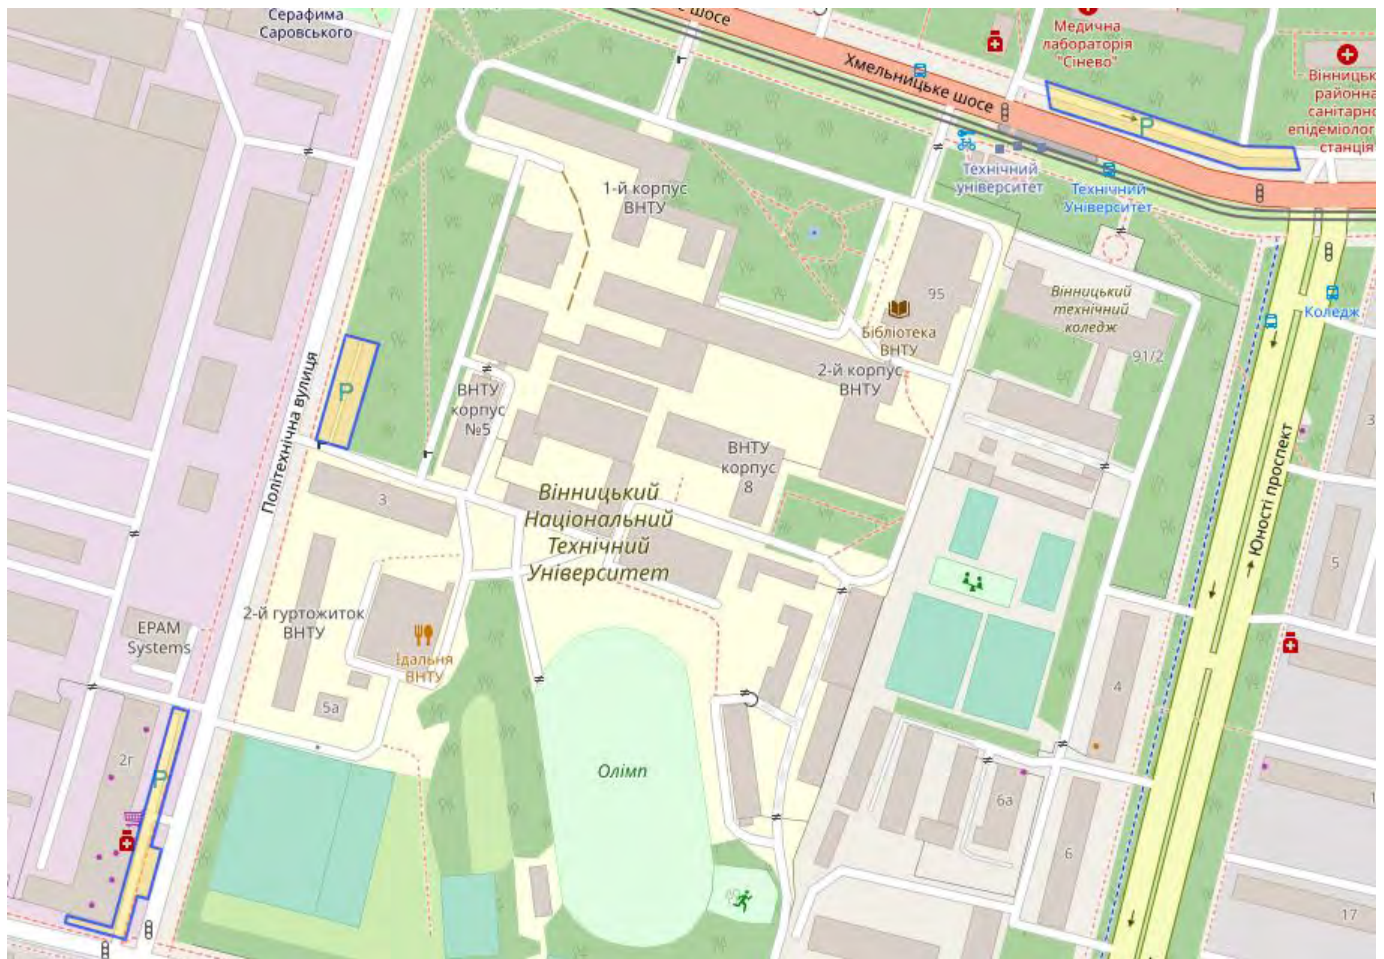 Серафима
Саровського
е шосе
Хмельницьке шосе
Медична
лабораторія
"Сінево"
районна
станція
P
Технічний
університет
Технічний
Університет
1-й корпус
ВНТУ
95
Бібліотека
ВНТУ
Вінницький
технічний
коледж
91/2
Коледж
P
Політехнічна вулиця
ВНТУ
корпус
№5
2-й корпус
ВНТУ
ВНТУ
корпус
8
3
Вінницький
Національний
Технічний
Університет
Юності проспект
3
5
EPAM
Systems
2-й гуртожиток
ВНТУ
Їдальня
ВНТУ
5а
4
2г
P
Олімп
6а
6
1
17